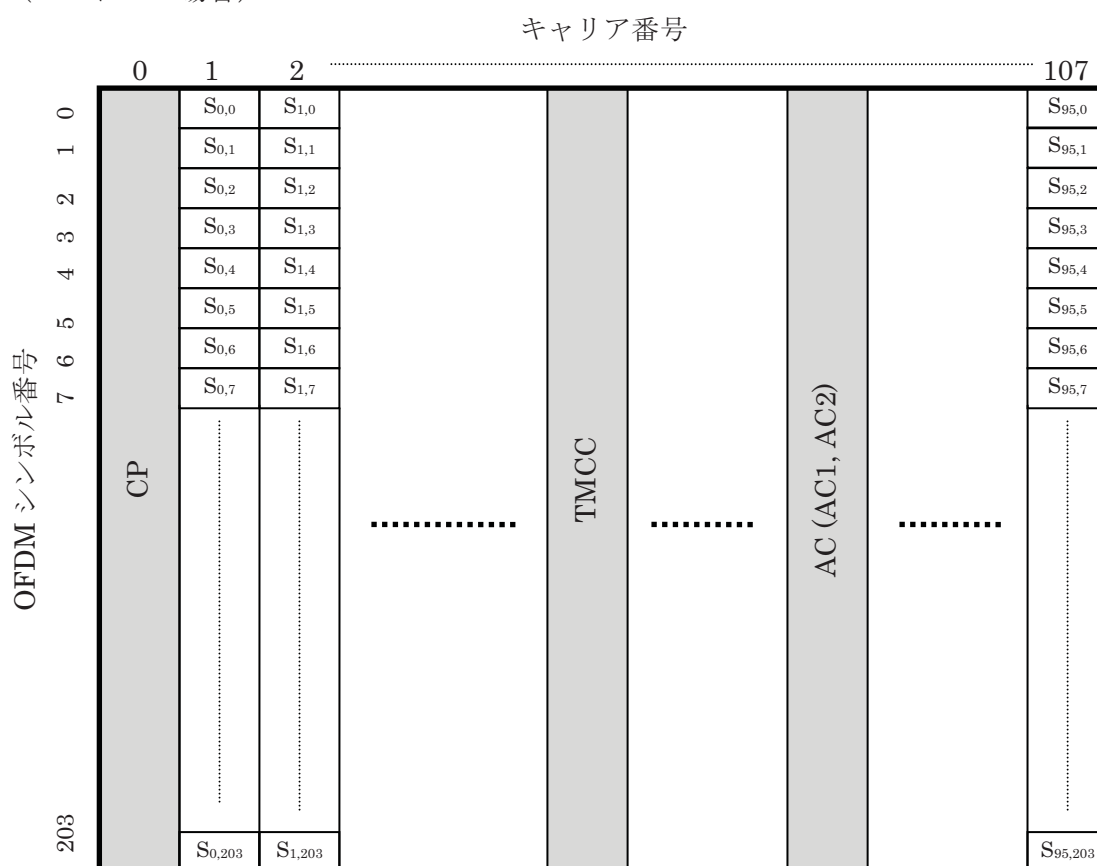 キャリア番号
0 1 2 107
OFDM シンボル番号
0 S0,0 S1,0 S95,0
1 S0,1 S1,1 S95,1
2 S0,2 S1,2 S95,2
3 S0,3 S1,3 S95,3
4 S0,4 S1,4 S95,4
5 S0,5 S1,5 S95,5
6 S0,6 S1,6 S95,6
7 S0,7 S1,7 S95,7
CP
TMCC
AC (AC1, AC2)
203 S0,203 S1,203 S95,203